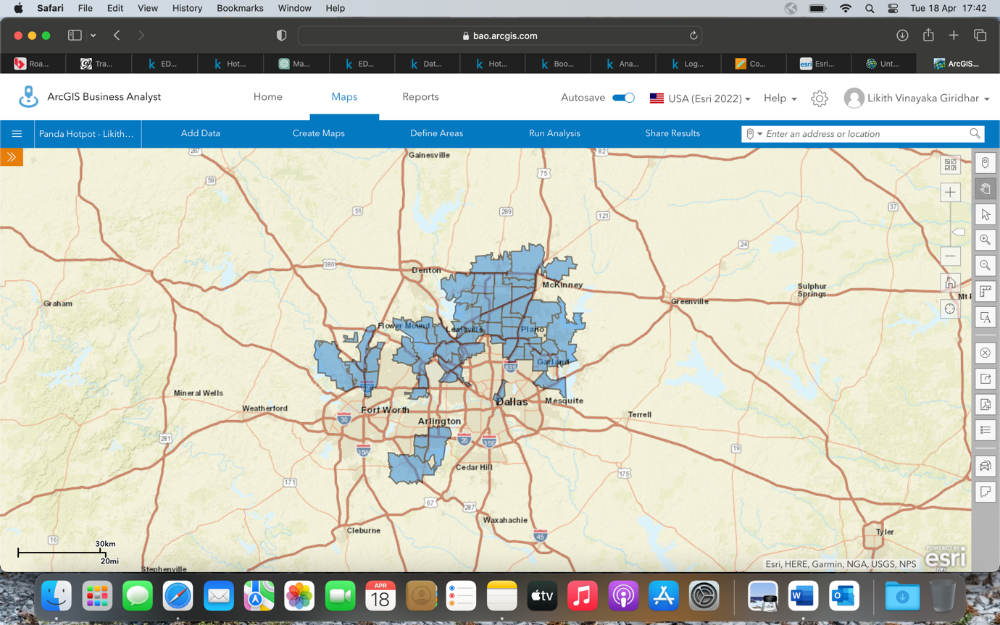 Safari File Edit View History Bookmarks Window Help Tue 18 Apr 17:42
bao.arcgis.com
Roa... Tra... ED... Hot... Ma... ED... Dat... Hot... Boo... Ana... Log... Co... esri Esri... Unt... ArcGIS...
ArcGIS Business Analyst Home Maps Reports Autosave USA (Esri 2022) Help Likith Vinayaka Giridhar
Panda Hotpot - Likith... Add Data Create Maps Define Areas Run Analysis Share Results Enter an address or location
287 82
Gainesville
75
59
37
51 289
121
24
380
Denton
McKinney
Sulphur
Springs
Mt P
Graham Greenville
Flower Mound Lewisville Plano
Garland
635
Mineral Wells
Dallas Mesquite
Weatherford Fort Worth Terrell
30 Arlington
281 20 35E
35W 19
Cedar Hill 175
171
67 287
Waxahachie
Cleburne 45 Tyler
16 30km
20mi
Stephenville
Esri, HERE, Garmin, NGA, USGS, NPS
POWERED BY
esri
64
APR
18
tv
W
O